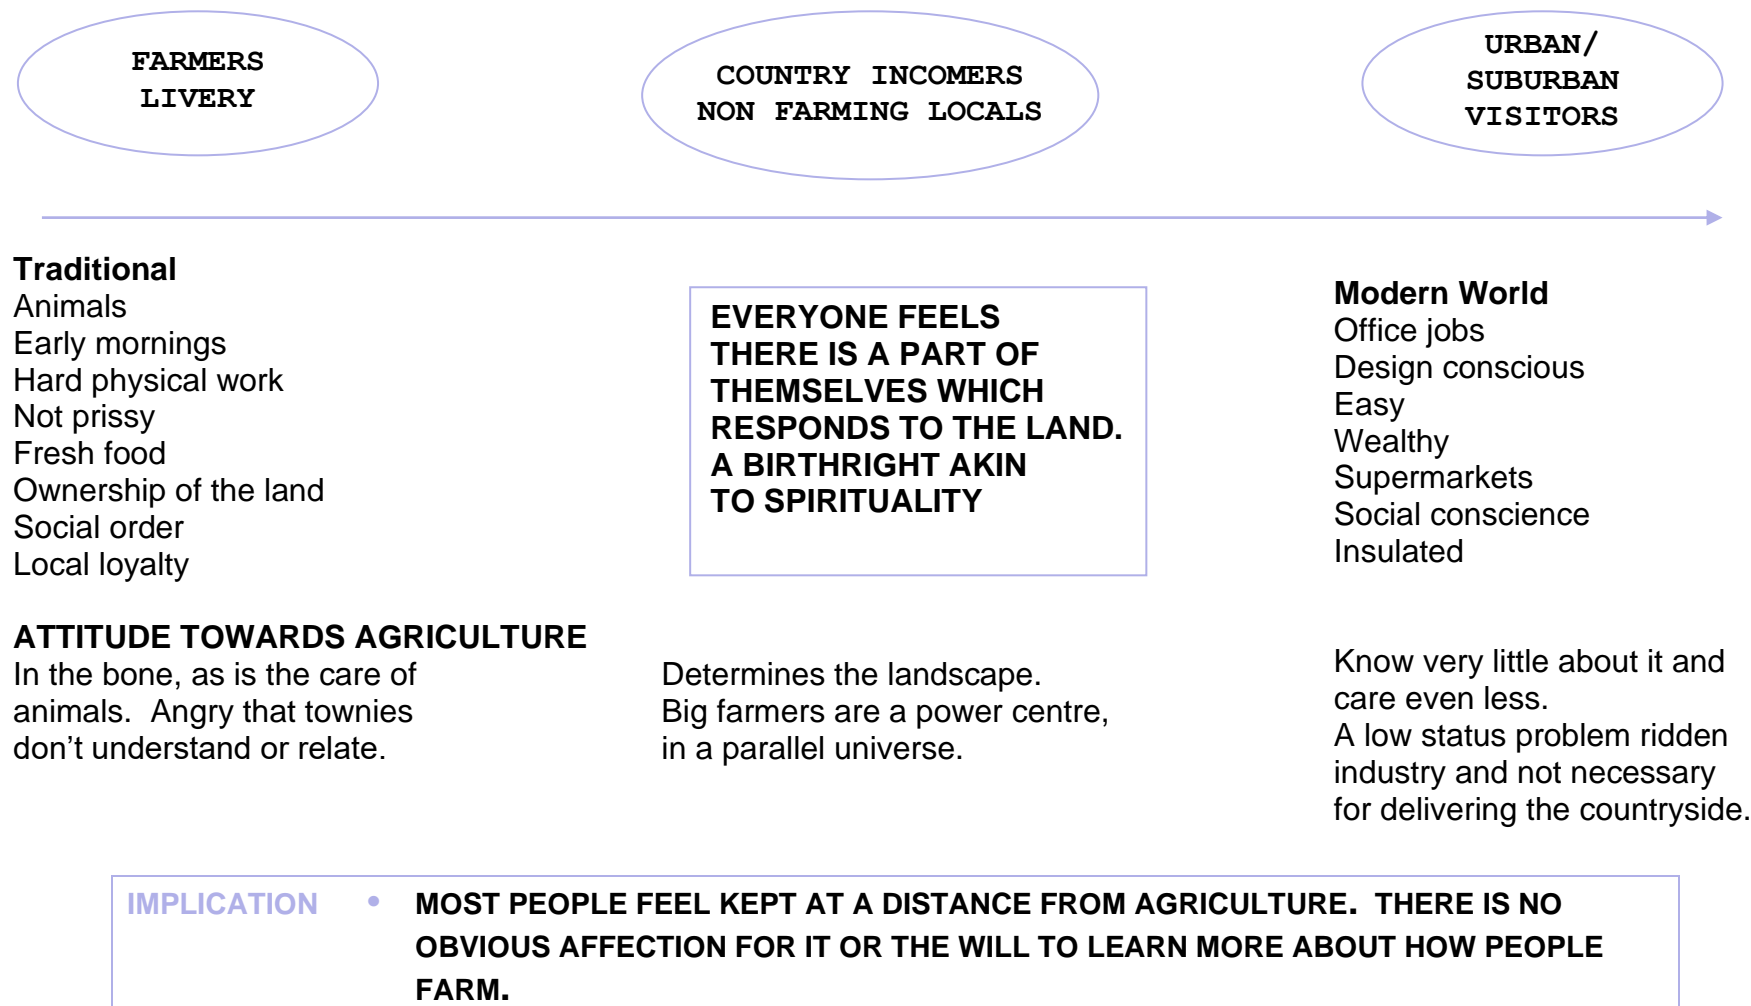 FARMERS
LIVERY
COUNTRY INCOMERS
NON FARMING LOCALS
URBAN/
SUBURBAN
VISITORS
Traditional
Animals
Early mornings
Hard physical work
Not prissy
Fresh food
Ownership of the land
Social order
Local loyalty
EVERYONE FEELS
THERE IS A PART OF
THEMSELVES WHICH
RESPONDS TO THE LAND.
A BIRTHRIGHT AKIN
TO SPIRITUALITY
Modern World
Office jobs
Design conscious
Easy
Wealthy
Supermarkets
Social conscience
Insulated
ATTITUDE TOWARDS AGRICULTURE
In the bone, as is the care of
animals.  Angry that townies
don't understand or relate.
Determines the landscape.
Big farmers are a power centre,
in a parallel universe.
Know very little about it and
care even less.
A low status problem ridden
industry and not necessary
for delivering the countryside.
IMPLICATION • MOST PEOPLE FEEL KEPT AT A DISTANCE FROM AGRICULTURE.  THERE IS NO
OBVIOUS AFFECTION FOR IT OR THE WILL TO LEARN MORE ABOUT HOW PEOPLE
FARM.